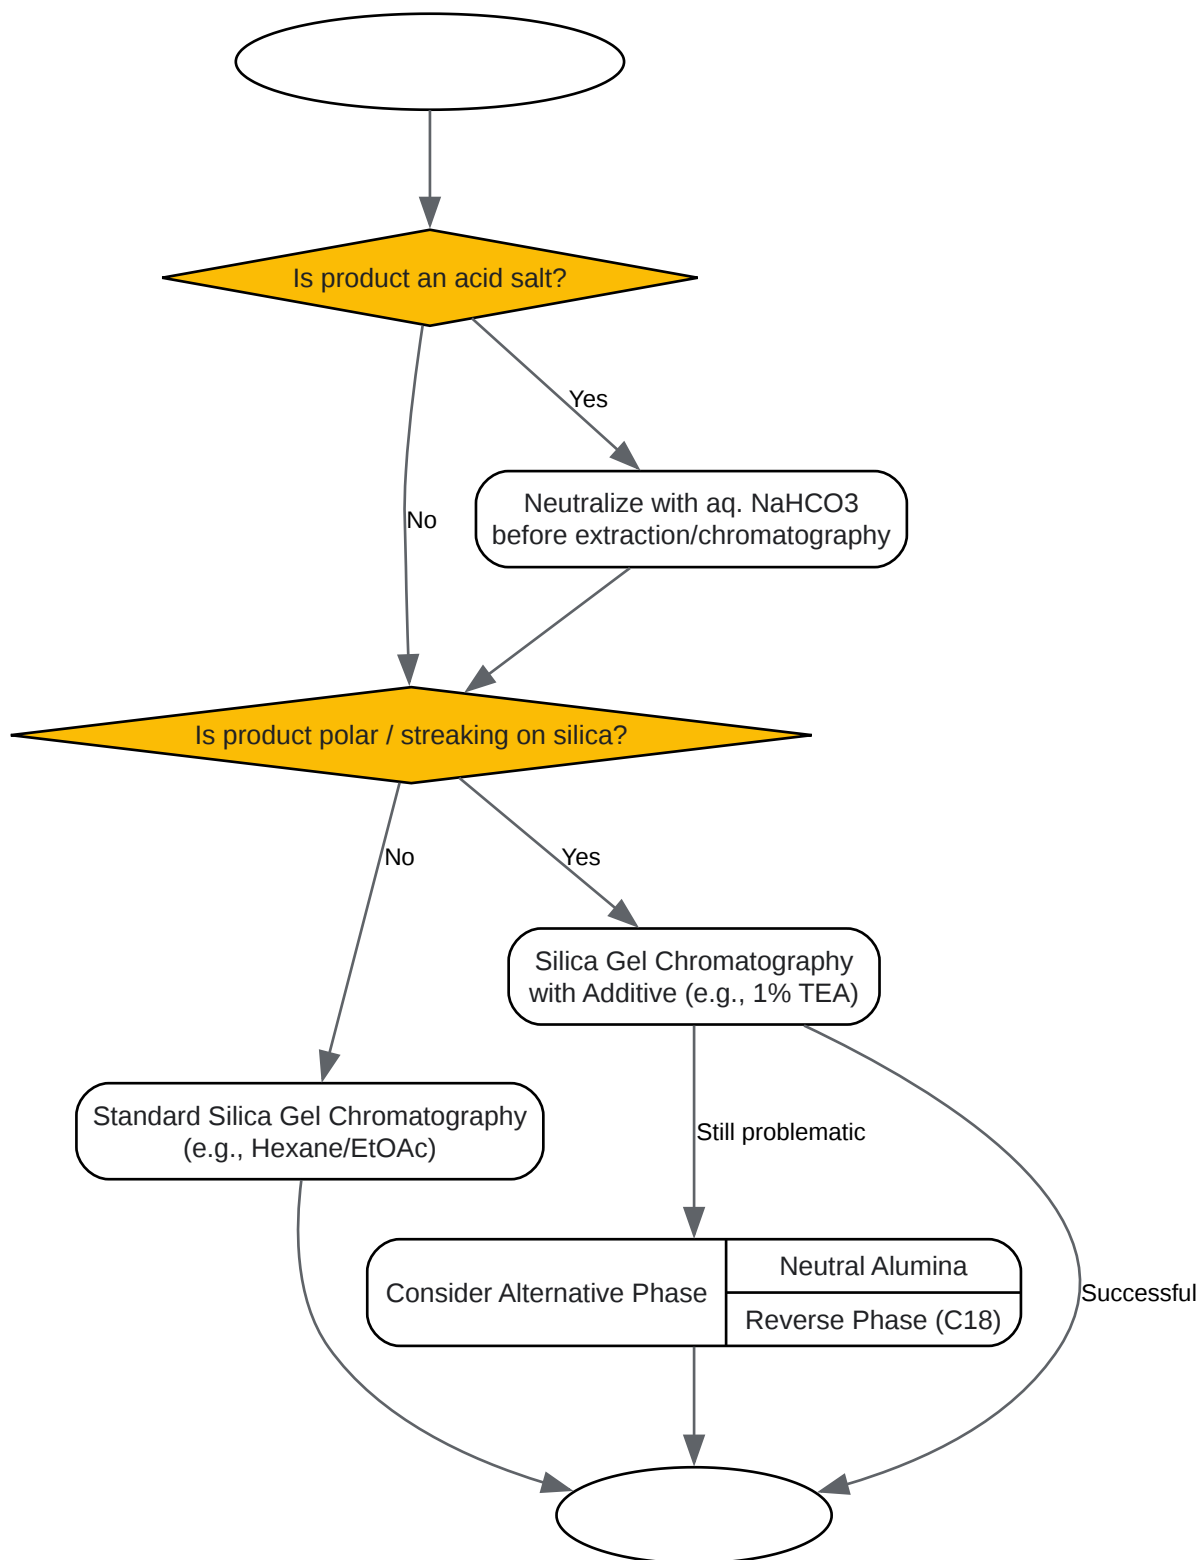 Is product an acid salt?
Yes
Neutralize with aq. NaHCO3
before extraction/chromatography
No
Is product polar / streaking on silica?
No
Yes
Silica Gel Chromatography
with Additive (e.g., 1% TEA)
Standard Silica Gel Chromatography
(e.g., Hexane/EtOAc)
Still problematic
Consider Alternative Phase
Neutral Alumina
Reverse Phase (C18)
Successful